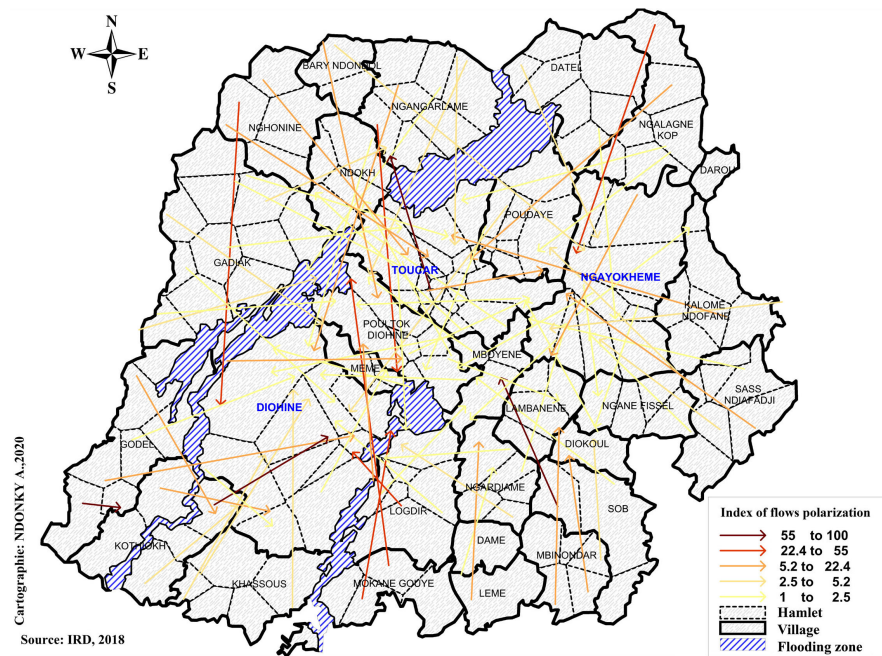 N
W E
S
BARY NDONDOL
DATEL
NGANGARLAME
NGHONINE
NGALAGNE
KOP
DAROU
NDOKH
POUDAYE
GADIAK
TOUCAR
NGAYOKHEME
KALOME
NDOFANE
POULTOK
DIOHINE
MBOYENE
MEME
SASS
NDIAFADJI
DIOHINE
LAMBANENE
NGANE FISSEL
GODEL
DIOKOUL
NGARDIAME
SOB
LOGDIR
DAME
KOTHIOKH
MBINONDAR
KHASSOUS
MOKANE GOUYE
LEME
Cartographie: NDONKY A.,2020
Source: IRD, 2018
Index of flows polarization
55 to 100
22.4 to 55
5.2 to 22.4
2.5 to 5.2
1 to 2.5
Hamlet
Village
Flooding zone